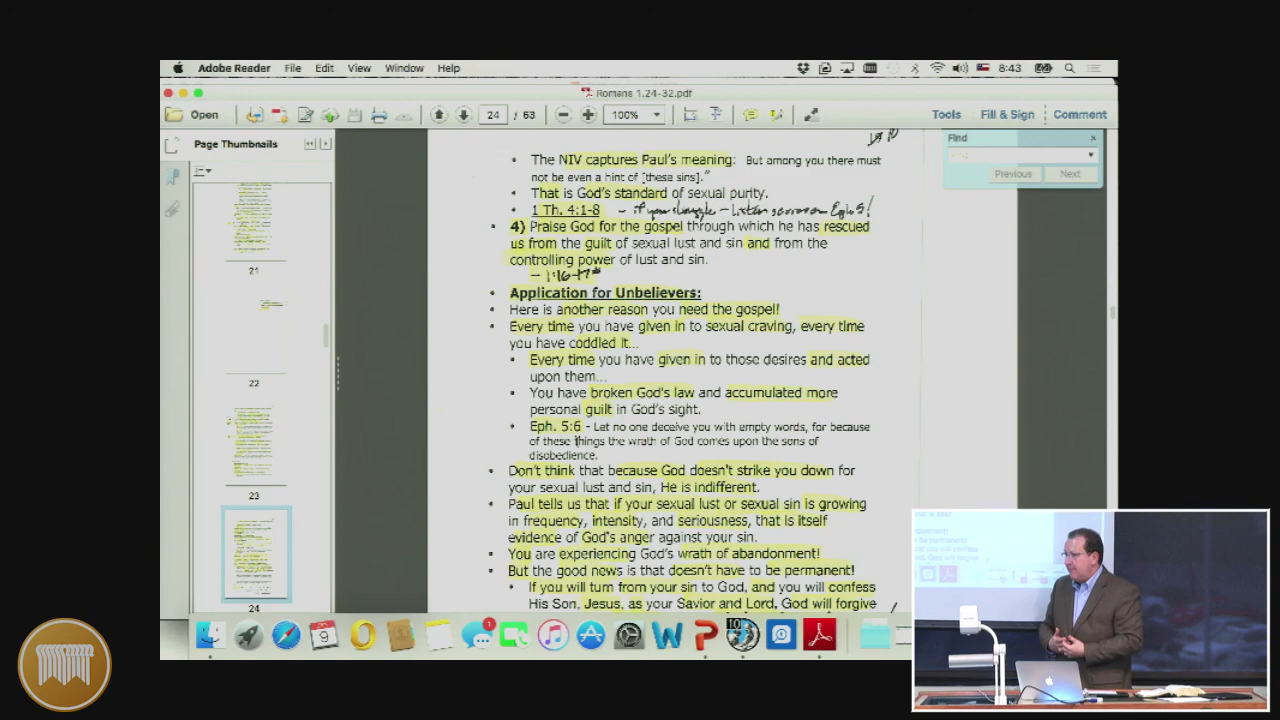 Adobe Reader File Edit View Window Help 8:43
Romans 1.24-32.pdf
Open 24 / 63 100% Tools Fill & Sign Comment
Page Thumbnails
Find
Previous Next
21
22
23
24
• The NIV captures Paul's meaning: But among you there must
not be even a hint of [these sins]."
That is God's standard of sexual purity.
1 Th. 4:1-8 - if you struggle - listen sermon Eph. 5!
• 4) Praise God for the gospel through which he has rescued
us from the guilt of sexual lust and sin and from the
controlling power of lust and sin.
- 1:16-17*
• Application for Unbelievers:
• Here is another reason you need the gospel!
• Every time you have given in to sexual craving, every time
you have coddled it…
• Every time you have given in to those desires and acted
upon them…
• You have broken God's law and accumulated more
personal guilt in God's
• Eph. 5:6 - Let no one deceive you with empty words, for because
of these things the wrath of God comes upon the sons of
disobedience.
• Don't think that because God doesn't strike you down for
your sexual lust and sin, He is indifferent.
• Paul tells us that if your sexual lust or sexual sin is growing
in frequency, intensity, and seriousness, that is itself
evidence of God's anger against your sin.
• You are experiencing God's wrath of abandonment!
• But the good news is that doesn't have to be permanent!
• If you will turn from your sin to God, and you will confess
His Son, Jesus, as your Savior and Lord, God will forgive
9
1
10